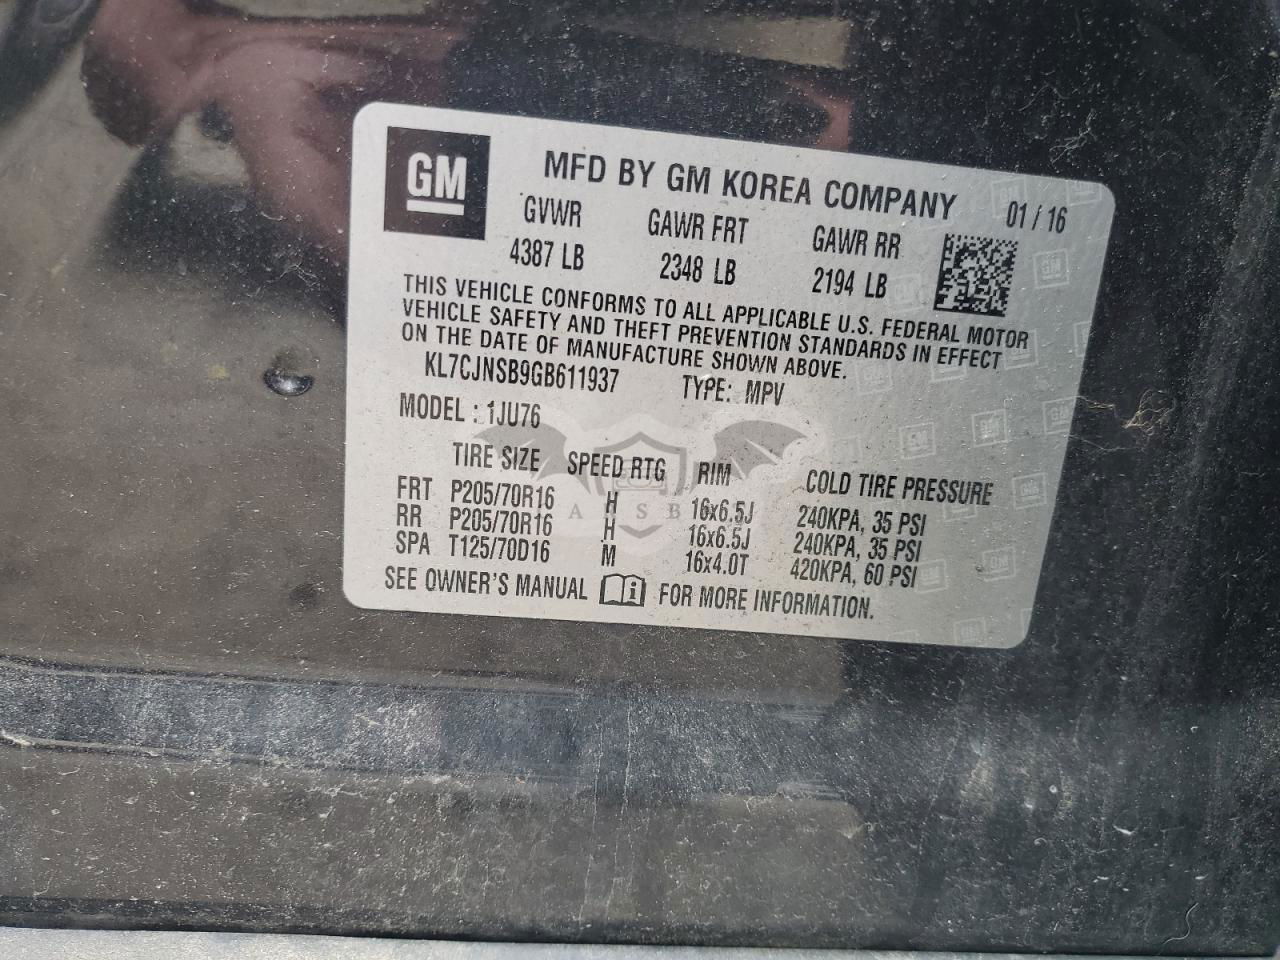 GM
MFD BY GM KOREA COMPANY 01 / 16
GVWR GAWR FRT GAWR RR
4387 LB 2348 LB 2194 LB
THIS VEHICLE CONFORMS TO ALL APPLICABLE U.S. FEDERAL MOTOR
VEHICLE SAFETY AND THEFT PREVENTION STANDARDS IN EFFECT
ON THE DATE OF MANUFACTURE SHOWN ABOVE.
KL7CJNSB9GB611937 TYPE: MPV
MODEL : 1JU76
TIRE SIZE SPEED RTG RIM COLD TIRE PRESSURE
FRT P205/70R16 H 16x6.5J 240KPA, 35 PSI
RR P205/70R16 H 16x6.5J 240KPA, 35 PSI
SPA T125/70D16 M 16x4.0T 420KPA, 60 PSI
SEE OWNER'S MANUAL FOR MORE INFORMATION.
A S B